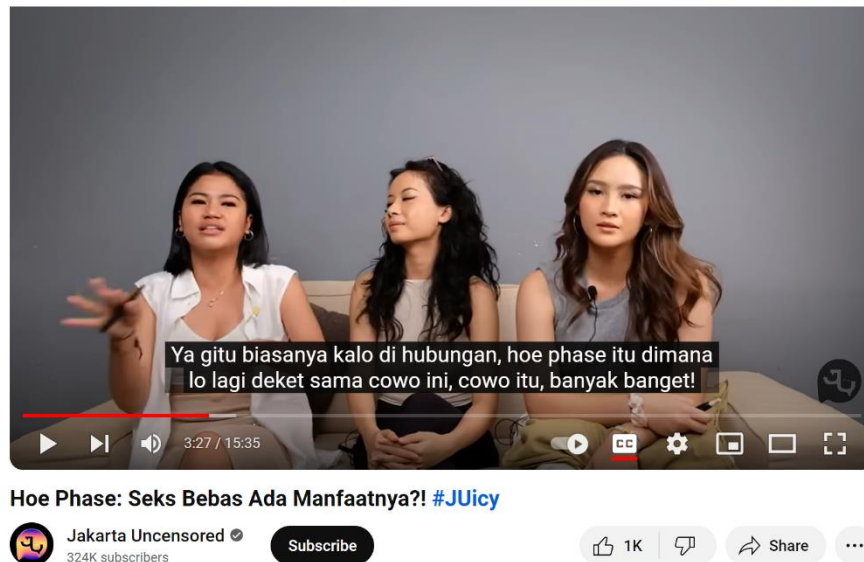 Ya gitu biasanya kalo di hubungan, hoe phase itu dimana
lo lagi deket sama cowo ini, cowo itu, banyak banget!
3:27 / 15:35
CC
Hoe Phase: Seks Bebas Ada Manfaatnya?! #JUicy
Jakarta Uncensored
324K subscribers
Subscribe
1K
Share